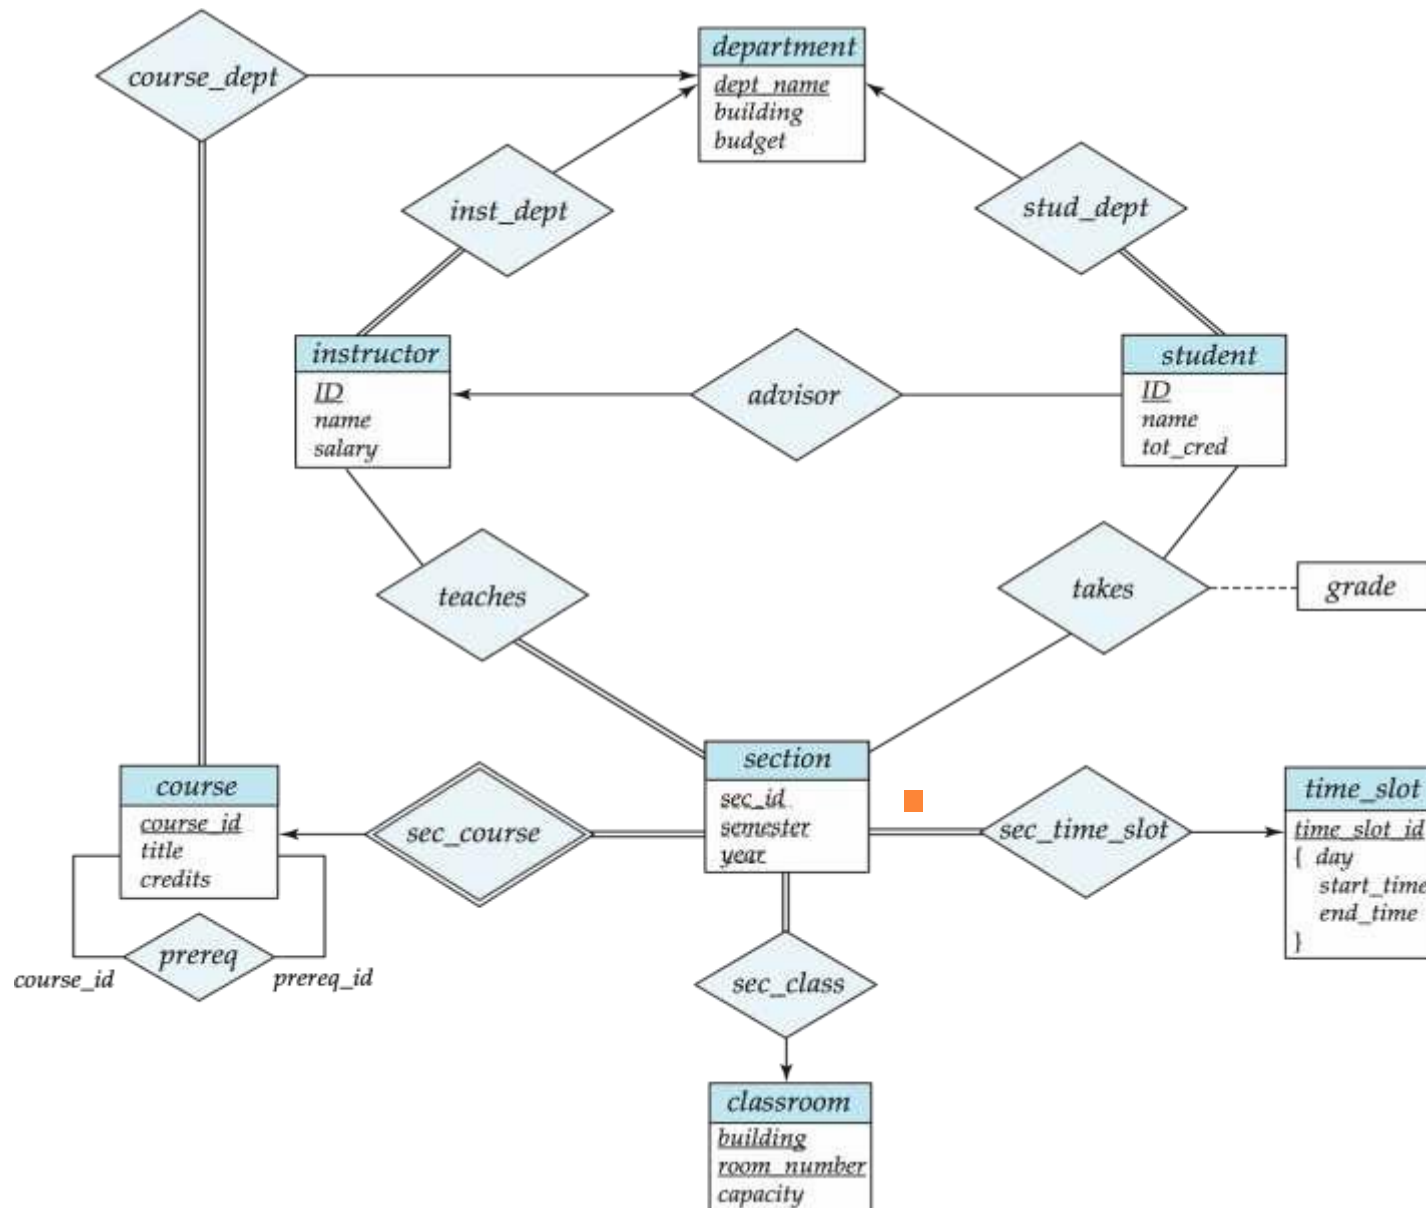 department
course_dept
dept_name
building
budget
inst_dept
stud_dept
instructor
ID
name
salary
advisor
student
ID
name
tot_cred
teaches
takes
grade
course
course_id
title
credits
sec_course
section
sec_id
semester
year
sec_time_slot
time_slot
time_slot_id
{ day
start_time
end_time
}
prereq
course_id
prereq_id
sec_class
classroom
building
room_number
capacity